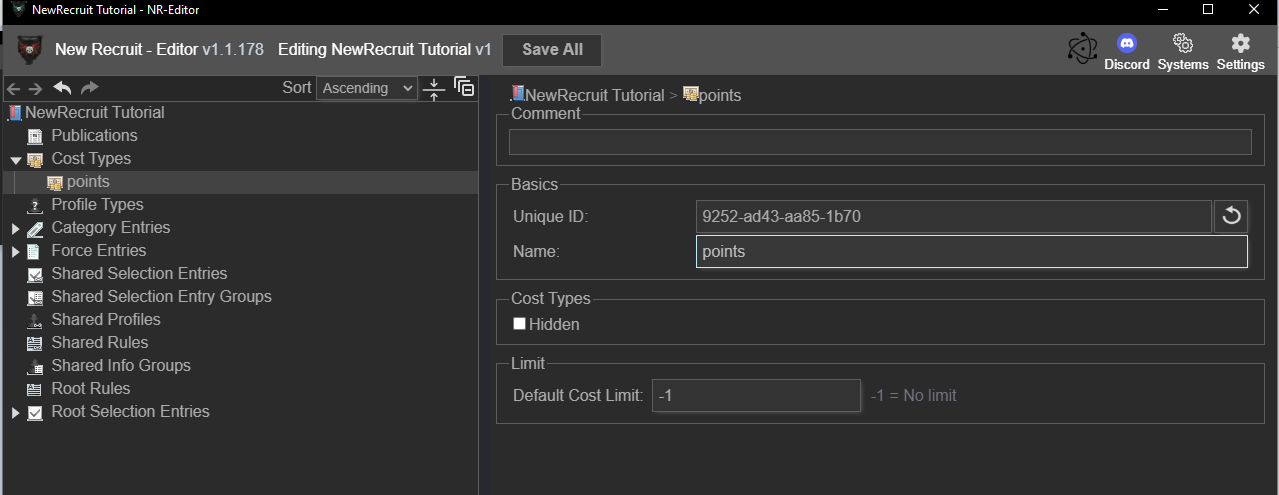 NewRecruit Tutorial - NR-Editor
New Recruit - Editor v1.1.178 Editing NewRecruit Tutorial v1 Save All
Discord Systems Settings
Sort Ascending
NewRecruit Tutorial
Publications
Cost Types
points
Profile Types
Category Entries
Force Entries
Shared Selection Entries
Shared Selection Entry Groups
Shared Profiles
Shared Rules
Shared Info Groups
Root Rules
Root Selection Entries
NewRecruit Tutorial > points
Comment
Basics
Unique ID: 9252-ad43-aa85-1b70
Name: points
Cost Types
Hidden
Limit
Default Cost Limit: -1 -1 = No limit